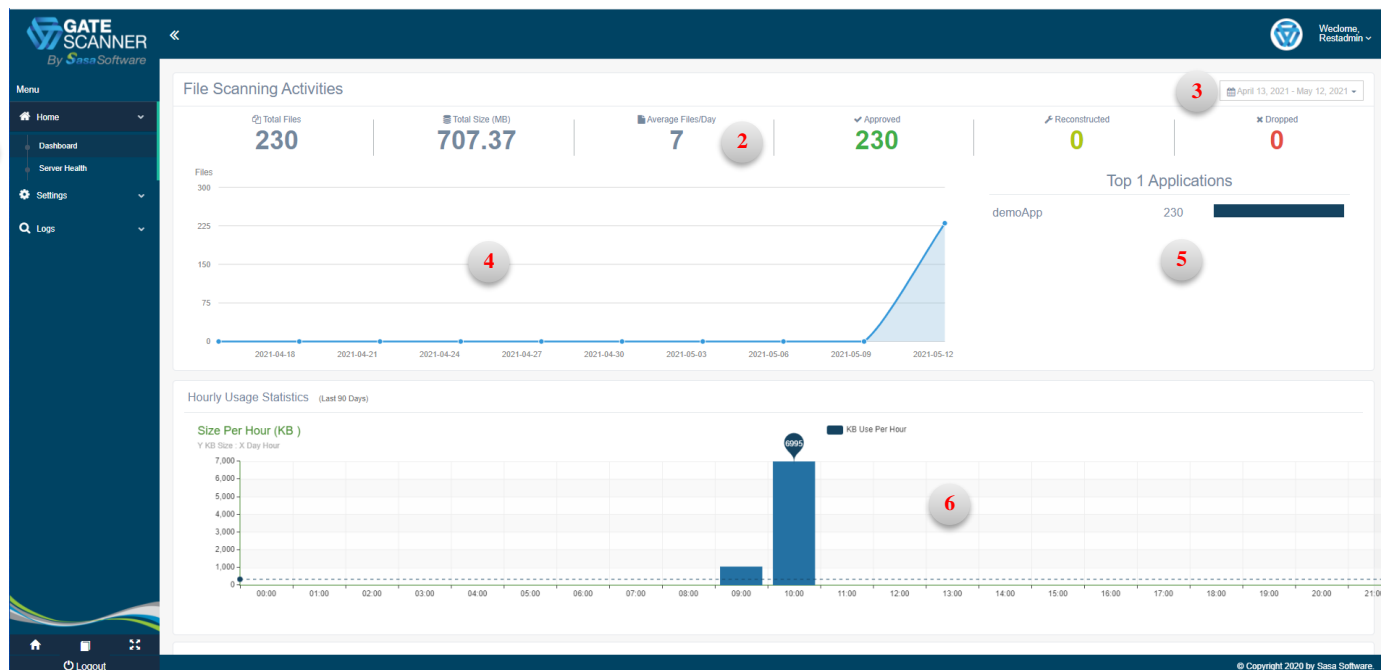 GATE
SCANNER
By Sasa Software
Weclome,
Restadmin
Menu
Home
Dashboard
Server Health
Settings
Logs
Logout
File Scanning Activities
3
April 13, 2021 - May 12, 2021
Total Files
230
Total Size (MB)
707.37
Average Files/Day
7
2
Approved
230
Reconstructed
0
Dropped
0
Files
300
225
150
75
0
2021-04-18 2021-04-21 2021-04-24 2021-04-27 2021-04-30 2021-05-03 2021-05-06 2021-05-09 2021-05-12
4
Top 1 Applications
demoApp 230
5
Hourly Usage Statistics (Last 90 Days)
Size Per Hour (KB )
Y KB Size : X Day Hour
KB Use Per Hour
6995
7,000
6,000
5,000
4,000
3,000
2,000
1,000
0
00:00 01:00 02:00 03:00 04:00 05:00 06:00 07:00 08:00 09:00 10:00 11:00 12:00 13:00 14:00 15:00 16:00 17:00 18:00 19:00 20:00 21:00
6
© Copyright 2020 by Sasa Software.